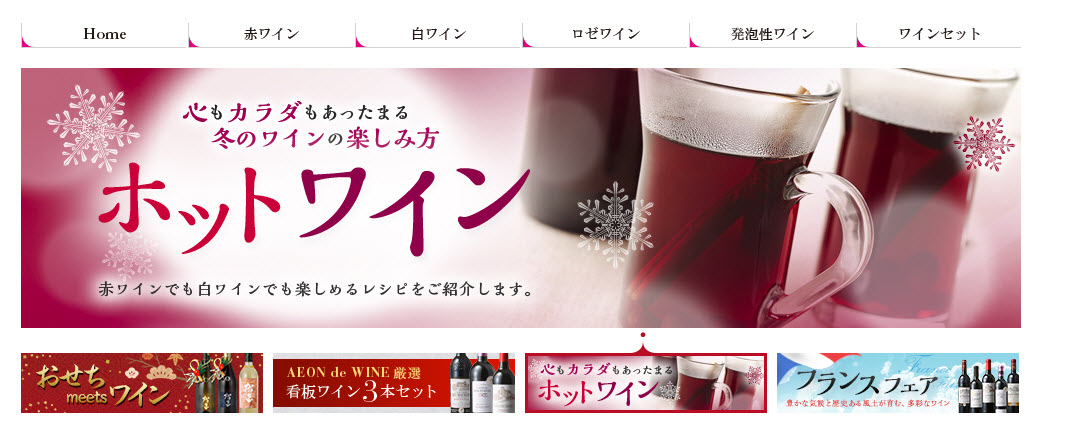 Home
赤ワイン
白ワイン
ロゼワイン
発泡性ワイン
ワインセット
心もカラダもあったまる
冬のワインの楽しみ方
ホットワイン
赤ワインでも白ワインでも楽しめるレシピをご紹介します。
おせち
meetsワイン
AEON de WINE 厳選
看板ワイン3本セット
心もカラダもあったまる
ホットワイン
フランスフェア
豊かな気候と歴史ある風土が育む、多彩なワイン